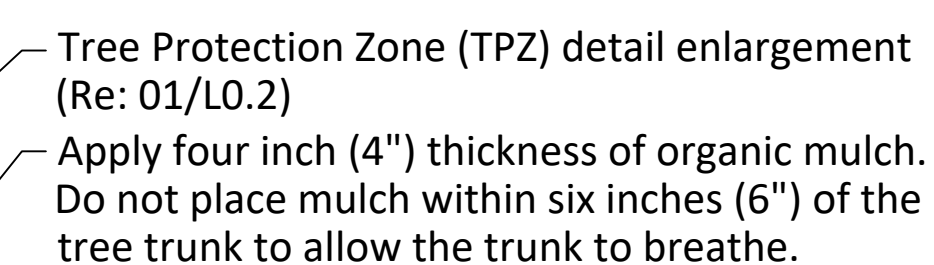 Tree Protection Zone (TPZ) detail enlargement
(Re: 01/L0.2)
Apply four inch (4") thickness of organic mulch.
Do not place mulch within six inches (6") of the
tree trunk to allow the trunk to breathe.